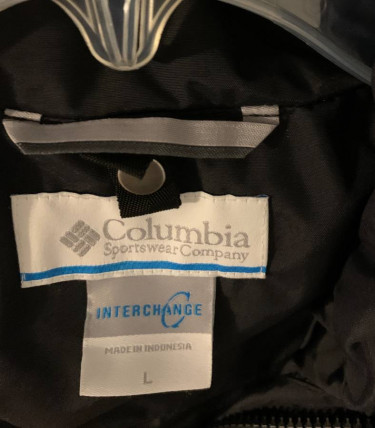 Columbia
Sportswear Company
INTERCHANGE
MADE IN INDONESIA
L